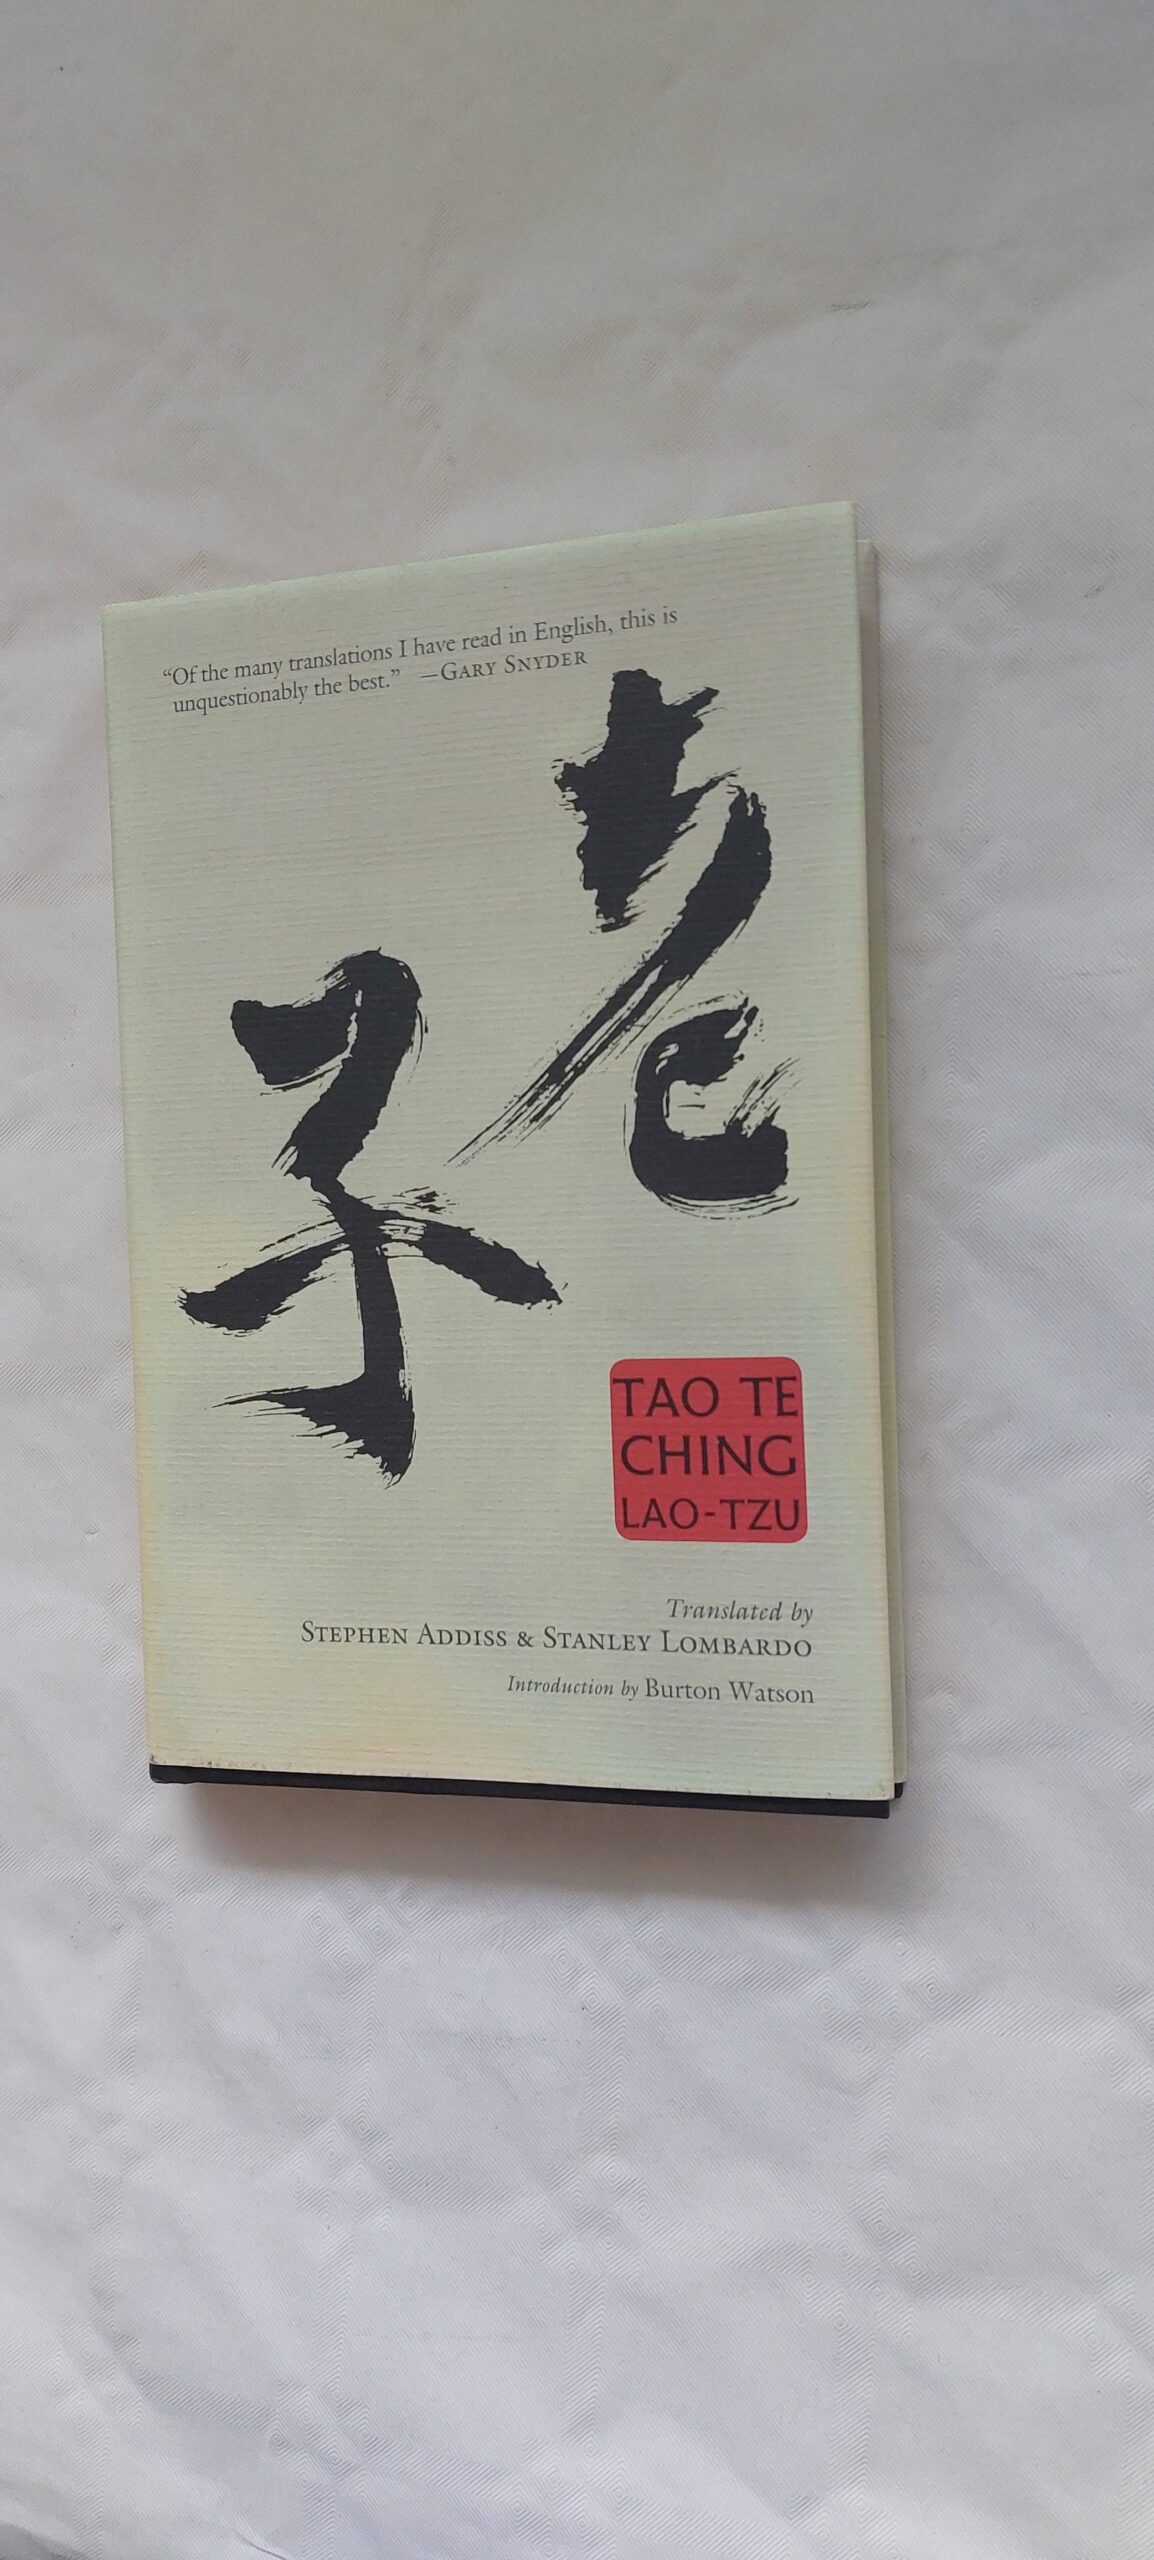 “Of the many translations I have read in English, this is
unquestionably the best.” —GARY SNYDER
老
子
TAO TE
CHING
LAO-TZU
Translated by
STEPHEN ADDISS & STANLEY LOMBARDO
Introduction by Burton Watson